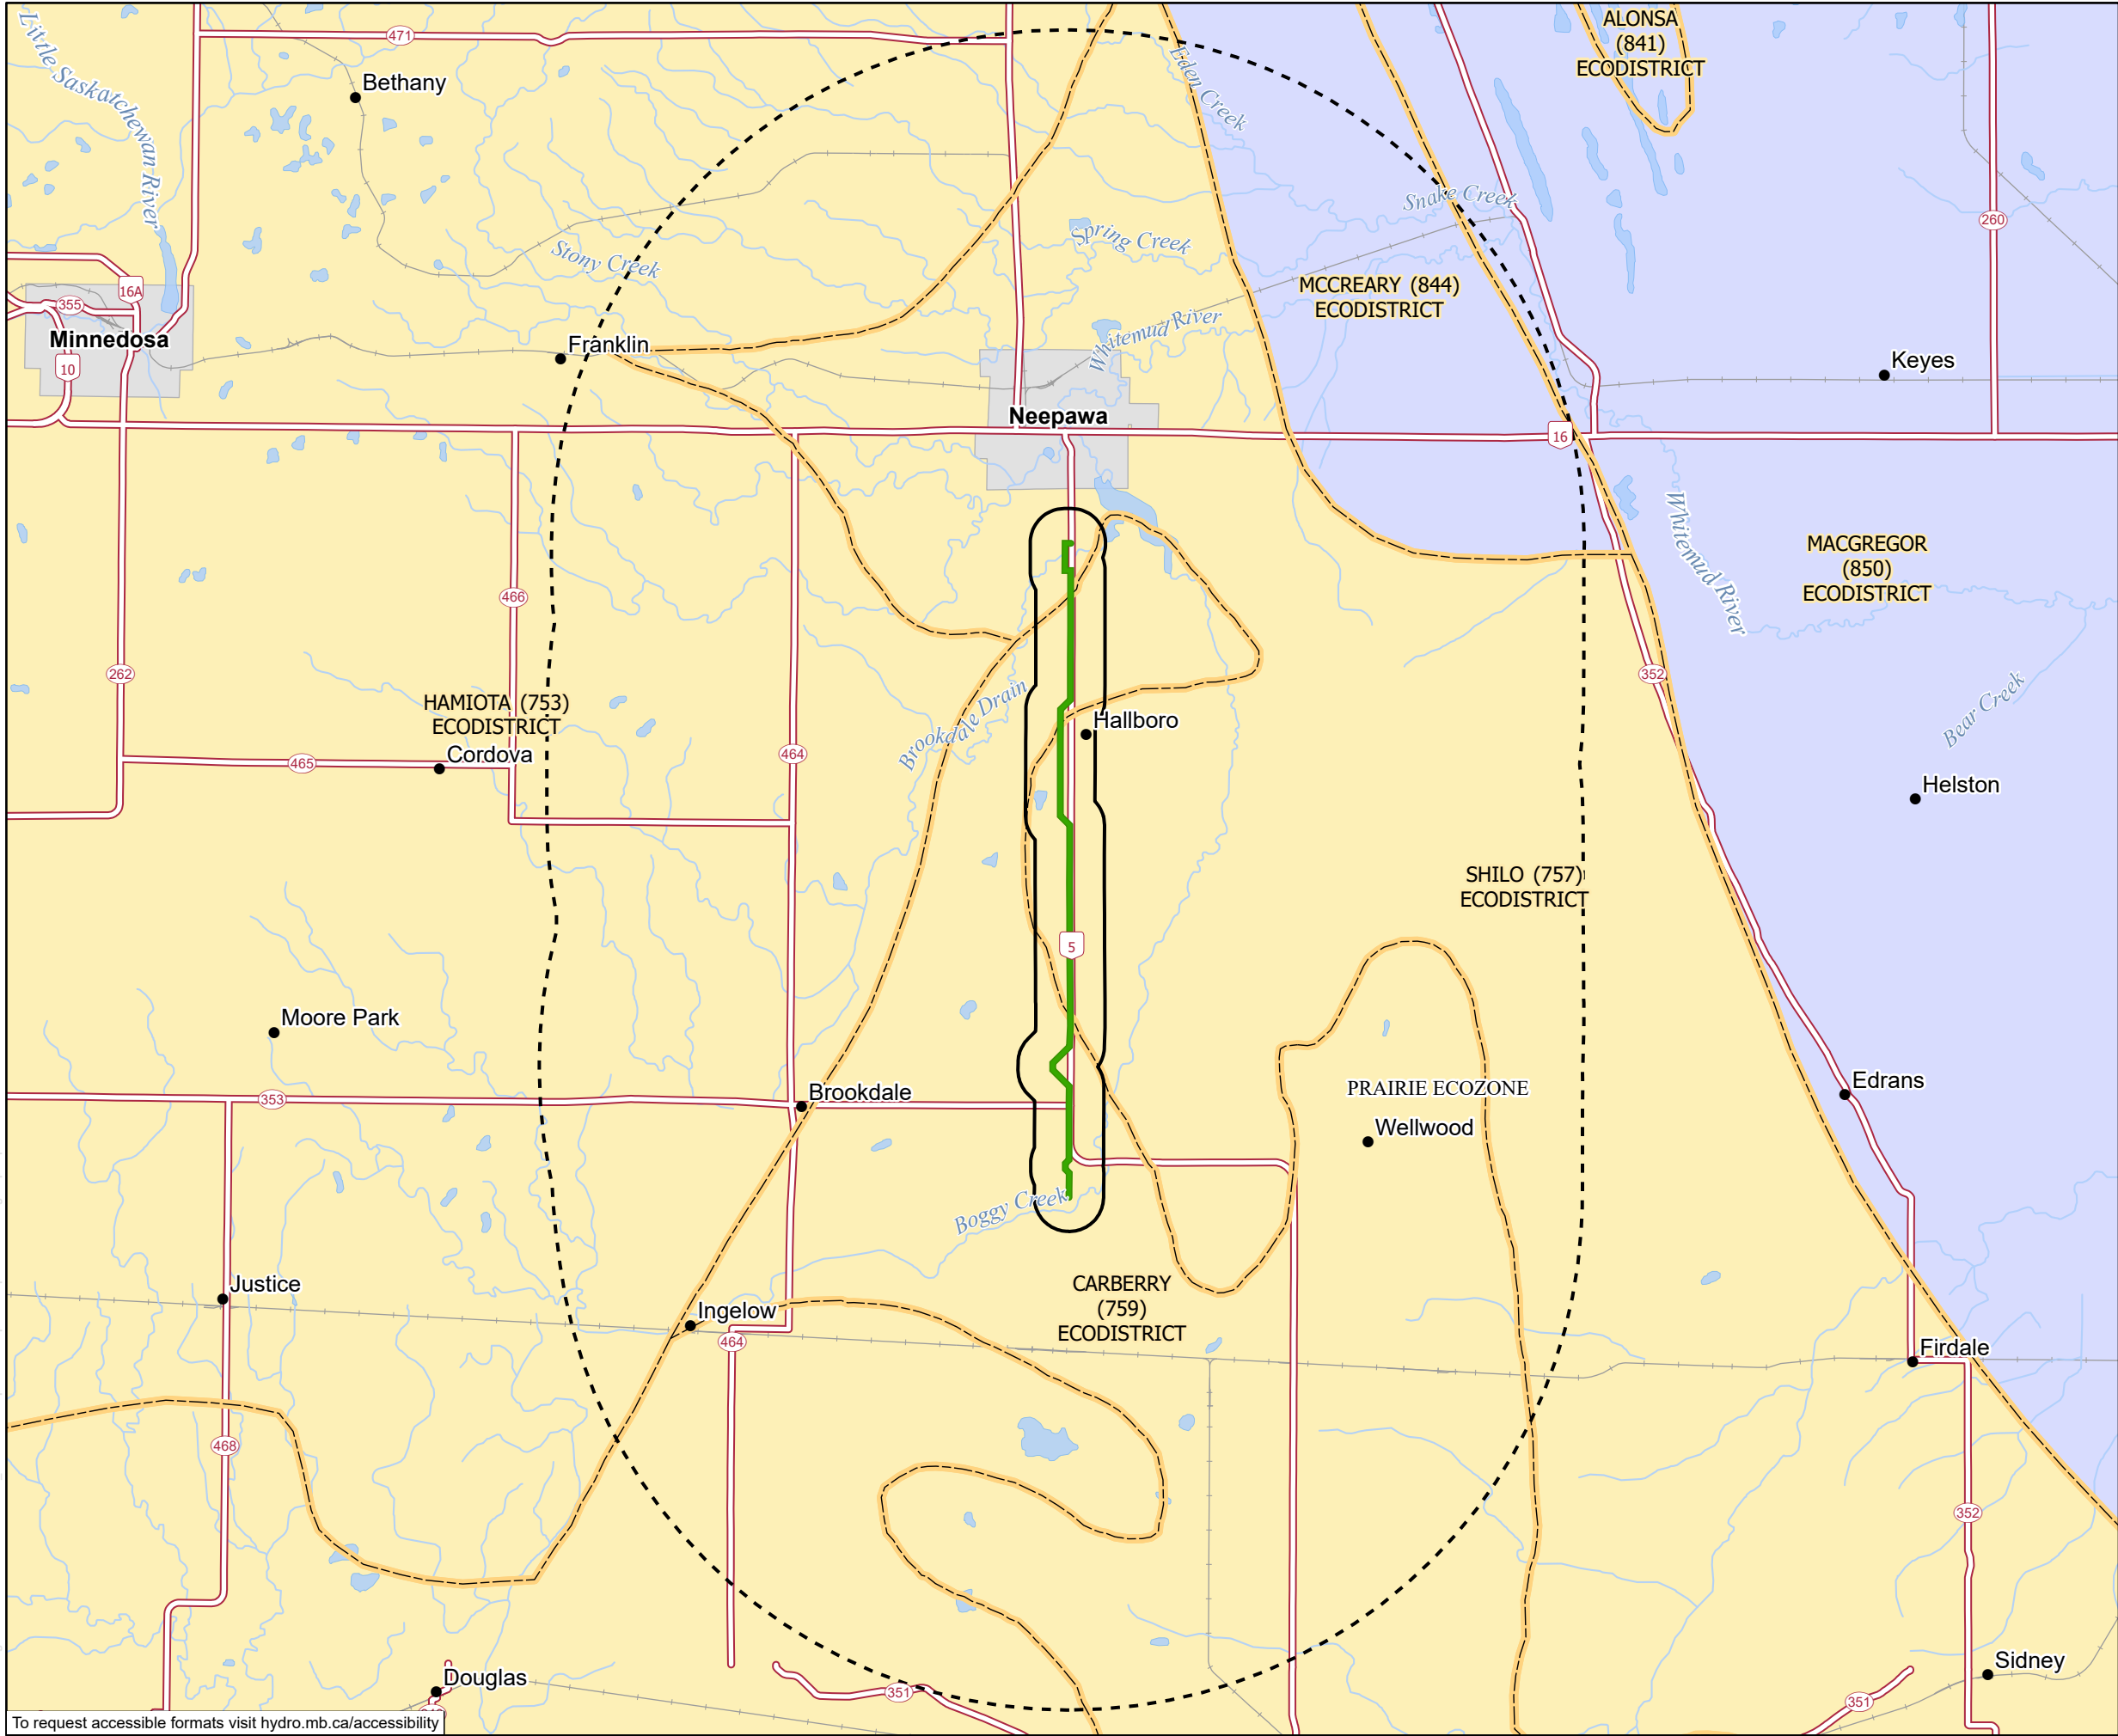 Little Saskatchewan River
471
Bethany
Eden Creek
ALONSA
(841)
ECODISTRICT
Snake Creek
260
Stony Creek
Spring Creek
MCCREARY (844)
ECODISTRICT
16A
355
Minnedosa
10
Franklin
Whitemud River
Keyes
Neepawa
16
Whitemud River
MACGREGOR
(850)
ECODISTRICT
466
262
352
HAMIOTA (753)
ECODISTRICT
Brookdale Drain
Hallboro
Bear Creek
Cordova
465
464
Helston
SHILO (757)
ECODISTRICT
5
Moore Park
353
Brookdale
PRAIRIE ECOZONE
Edrans
Wellwood
Boggy Creek
Justice
CARBERRY
(759)
ECODISTRICT
Ingelow
464
Firdale
468
352
Douglas
351
Sidney
351
To request accessible formats visit hydro.mb.ca/accessibility